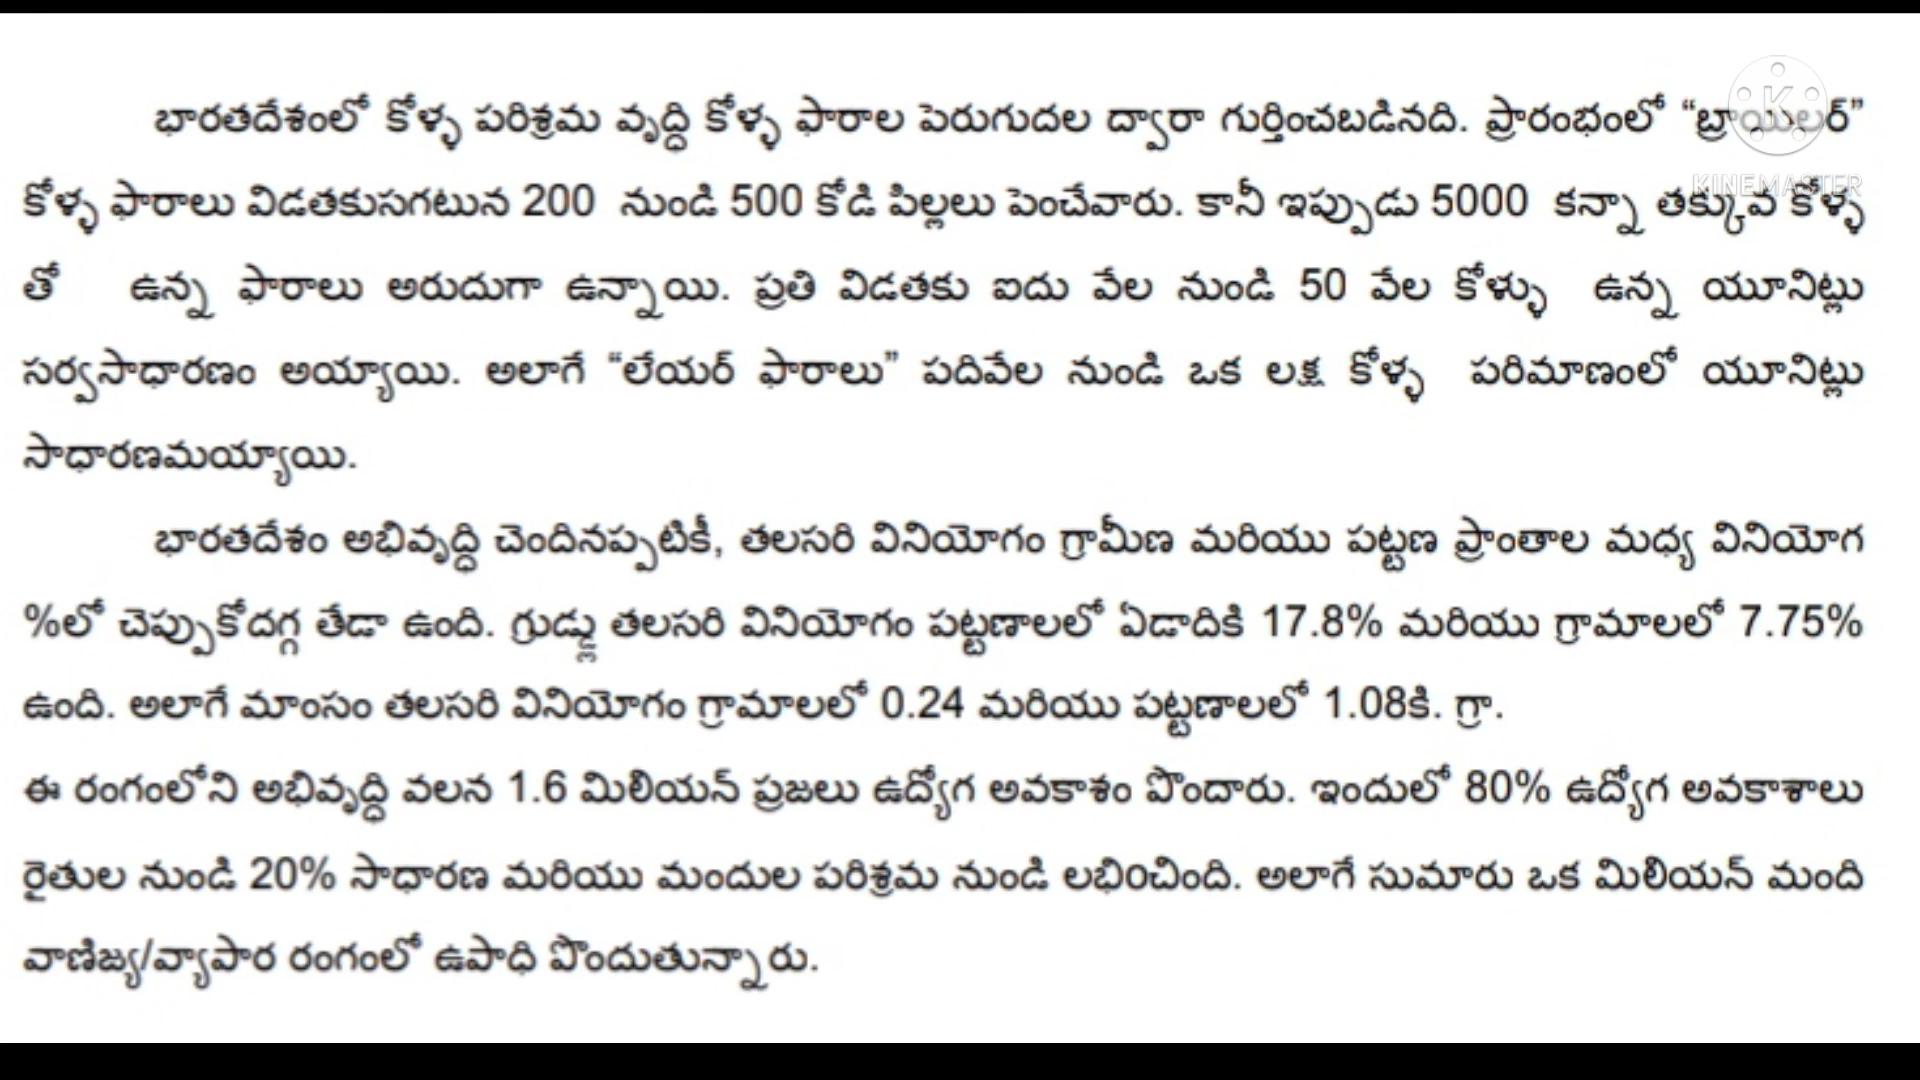 భారతదేశంలో కోళ్ళ పరిశ్రమ వృద్ధి కోళ్ళ ఫారాల పెరుగుదల ద్వారా గుర్తించబడినది. ప్రారంభంలో “బ్రాయిలర్”
కోళ్ళ ఫారాలు విడతకుసగటున 200 నుండి 500 కోడి పిల్లలు పెంచేవారు. కానీ ఇప్పుడు 5000 కన్నా తక్కువ కోళ్ళ
KINEMASTER
తో ఉన్న ఫారాలు అరుదుగా ఉన్నాయి. ప్రతి విడతకు ఐదు వేల నుండి 50 వేల కోళ్ళు ఉన్న యూనిట్లు
సర్వసాధారణం అయ్యాయి. అలాగే “లేయర్ ఫారాలు” పదివేల నుండి ఒక లక్ష కోళ్ళ పరిమాణంలో యూనిట్లు
సాధారణమయ్యాయి.
భారతదేశం అభివృద్ధి చెందినప్పటికీ, తలసరి వినియోగం గ్రామీణ మరియు పట్టణ ప్రాంతాల మధ్య వినియోగ
%లో చెప్పుకోదగ్గ తేడా ఉంది. గ్రుడ్ల్లు తలసరి వినియోగం పట్టణాలలో ఏడాదికి 17.8% మరియు గ్రామాలలో 7.75%
ఉంది. అలాగే మాంసం తలసరి వినియోగం గ్రామాలలో 0.24 మరియు పట్టణాలలో 1.08కి. గ్రా.
ఈ రంగంలోని అభివృద్ధి వలన 1.6 మిలియన్ ప్రజలు ఉద్యోగ అవకాశం పొందారు. ఇందులో 80% ఉద్యోగ అవకాశాలు
రైతుల నుండి 20% సాధారణ మరియు మందుల పరిశ్రమ నుండి లభించింది. అలాగే సుమారు ఒక మిలియన్ మంది
వాణిజ్య/వ్యాపార రంగంలో ఉపాధి పొందుతున్నారు.